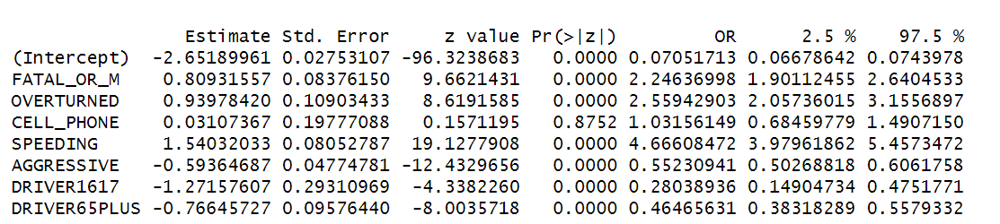 Estimate Std. Error z value Pr(>|z|) OR 2.5 % 97.5 %
(Intercept) -2.65189961 0.02753107 -96.3238683 0.0000 0.07051713 0.06678642 0.0743978
FATAL_OR_M 0.80931557 0.08376150 9.6621431 0.0000 2.24636998 1.90112455 2.6404533
OVERTURNED 0.93978420 0.10903433 8.6191585 0.0000 2.55942903 2.05736015 3.1556897
CELL_PHONE 0.03107367 0.19777088 0.1571195 0.8752 1.03156149 0.68459779 1.4907150
SPEEDING 1.54032033 0.08052787 19.1277908 0.0000 4.66608472 3.97961862 5.4573472
AGGRESSIVE -0.59364687 0.04774781 -12.4329656 0.0000 0.55230941 0.50268818 0.6061758
DRIVER1617 -1.27157607 0.29310969 -4.3382260 0.0000 0.28038936 0.14904734 0.4751771
DRIVER65PLUS -0.76645727 0.09576440 -8.0035718 0.0000 0.46465631 0.38318289 0.5579332